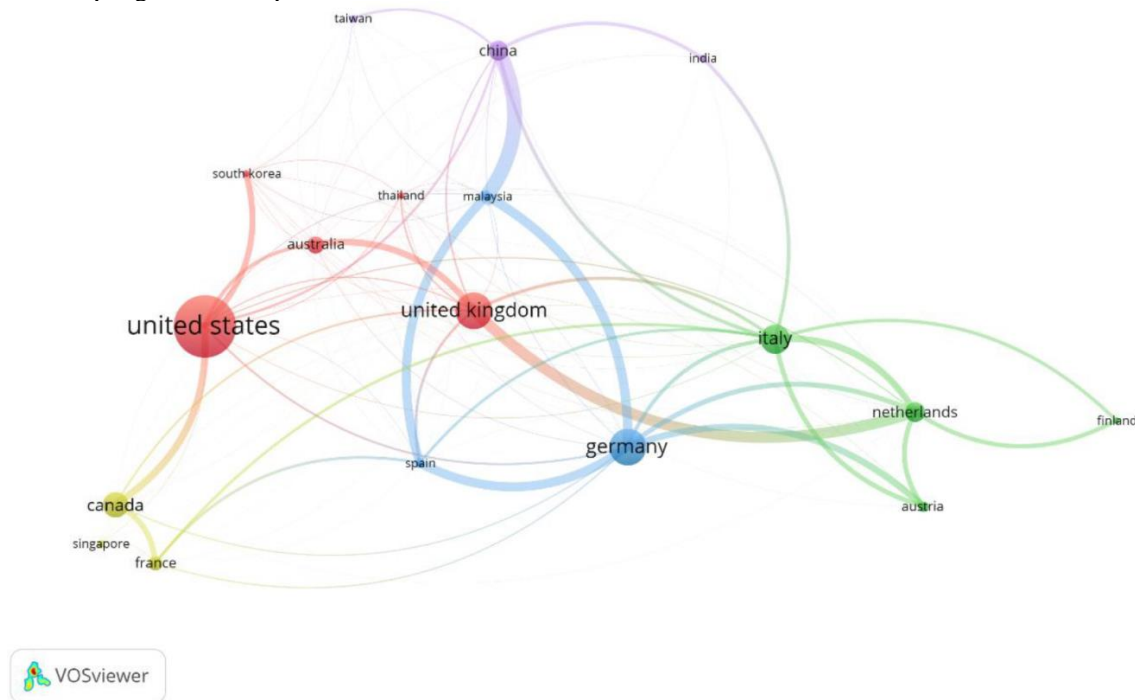 taiwan
china
india
south korea
thailand
malaysia
australia
united kingdom
united states
italy
netherlands
finland
germany
spain
canada
austria
singapore
france
VOSviewer